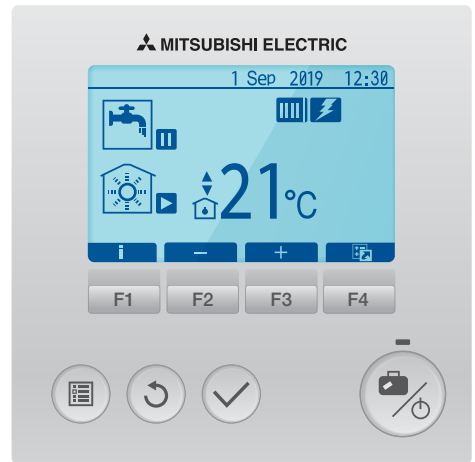 MITSUBISHI ELECTRIC
1 Sep 2019 12:30
21°C
i − +
F1 F2 F3 F4